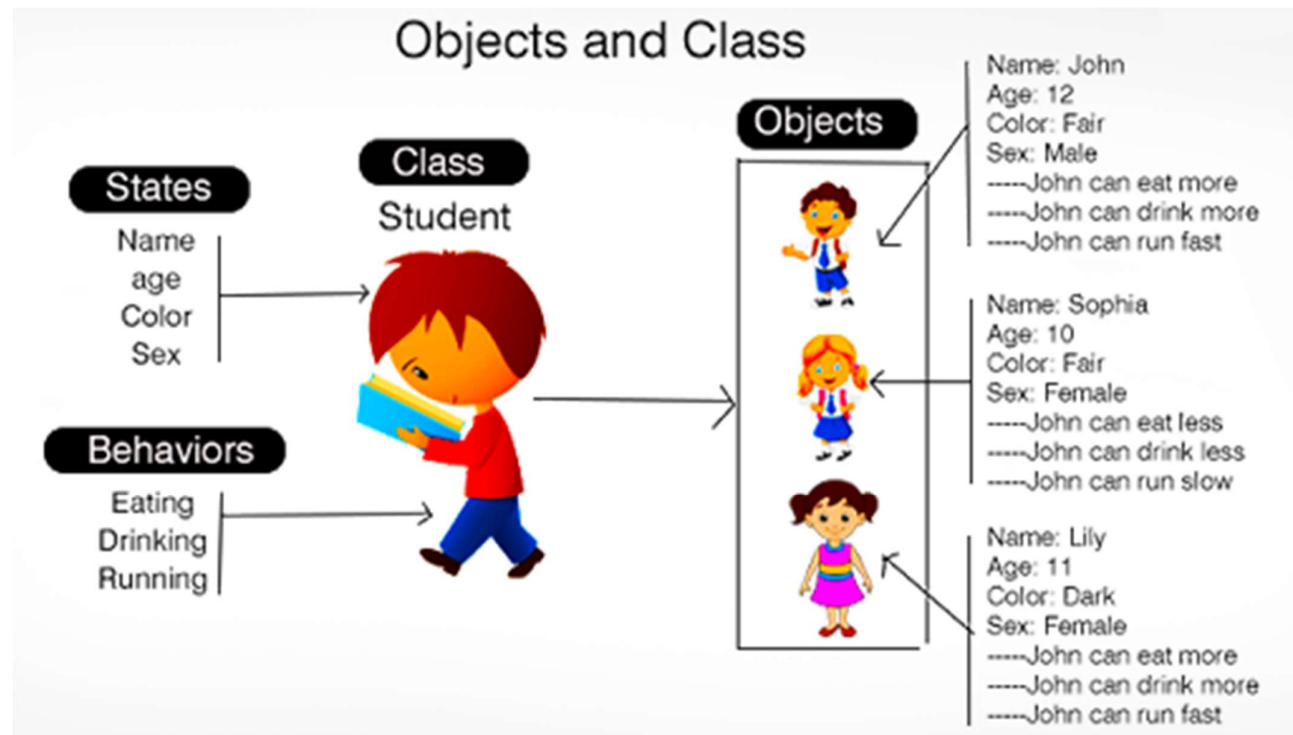 Objects and Class
States
Name
age
Color
Sex
Behaviors
Eating
Drinking
Running
Class
Student
Objects
Name: John
Age: 12
Color: Fair
Sex: Male
-----John can eat more
-----John can drink more
-----John can run fast
Name: Sophia
Age: 10
Color: Fair
Sex: Female
-----John can eat less
-----John can drink less
-----John can run slow
Name: Lily
Age: 11
Color: Dark
Sex: Female
-----John can eat more
-----John can drink more
-----John can run fast